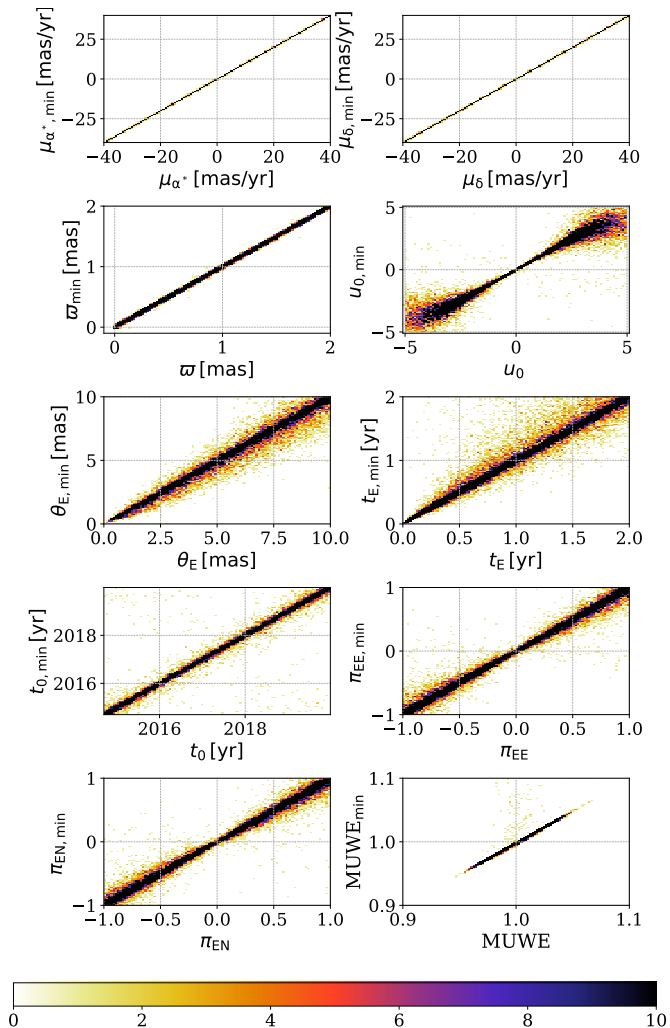 μα*, min [mas/yr]
25
0
−25
−40 −20 0 20 40
μα* [mas/yr]
μδ, min [mas/yr]
25
0
−25
−40 −20 0 20 40
μδ [mas/yr]
ϖmin [mas]
2
1
0
0 1 2
ϖ [mas]
u0, min
5
0
−5
−5 0 5
u0
θE, min [mas]
10
5
0
0.0 2.5 5.0 7.5 10.0
θE [mas]
tE, min [yr]
2
1
0
0.0 0.5 1.0 1.5 2.0
tE [yr]
t0, min [yr]
2018
2016
2016 2018
t0 [yr]
πEE, min
1
0
−1
−1.0 −0.5 0.0 0.5 1.0
πEE
πEN, min
1
0
−1
−1.0 −0.5 0.0 0.5 1.0
πEN
MUWEmin
1.1
1.0
0.9
0.9 1.0 1.1
MUWE
0 2 4 6 8 10